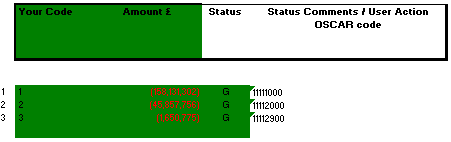 Your Code Amount £ Status Status Comments / User Action
OSCAR code
1 1 G 11111000
2 2 G 11112000
3 3 G 11112900